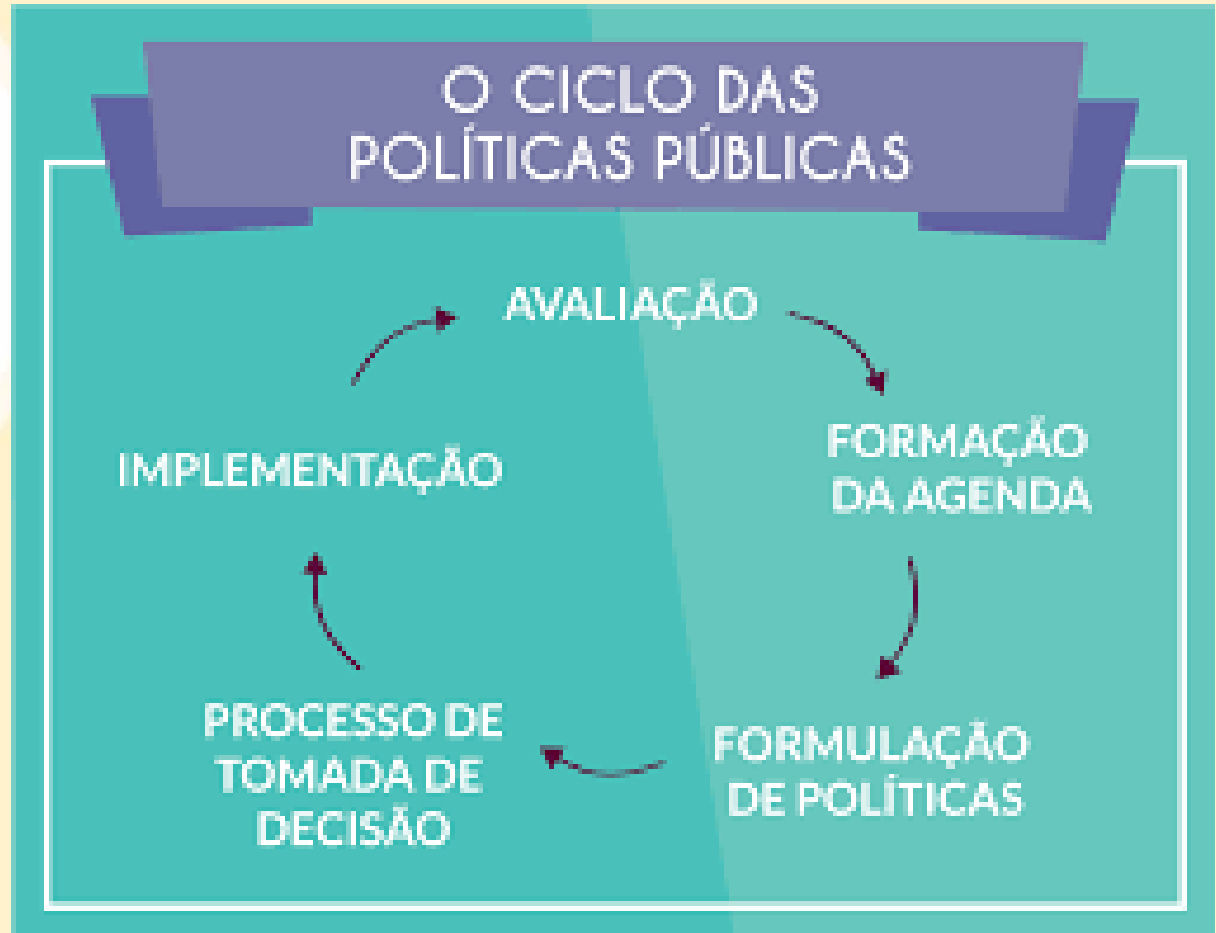 O CICLO DAS
POLÍTICAS PÚBLICAS
AVALIAÇÃO
FORMAÇÃO
DA AGENDA
FORMULAÇÃO
DE POLÍTICAS
PROCESSO DE
TOMADA DE
DECISÃO
IMPLEMENTAÇÃO